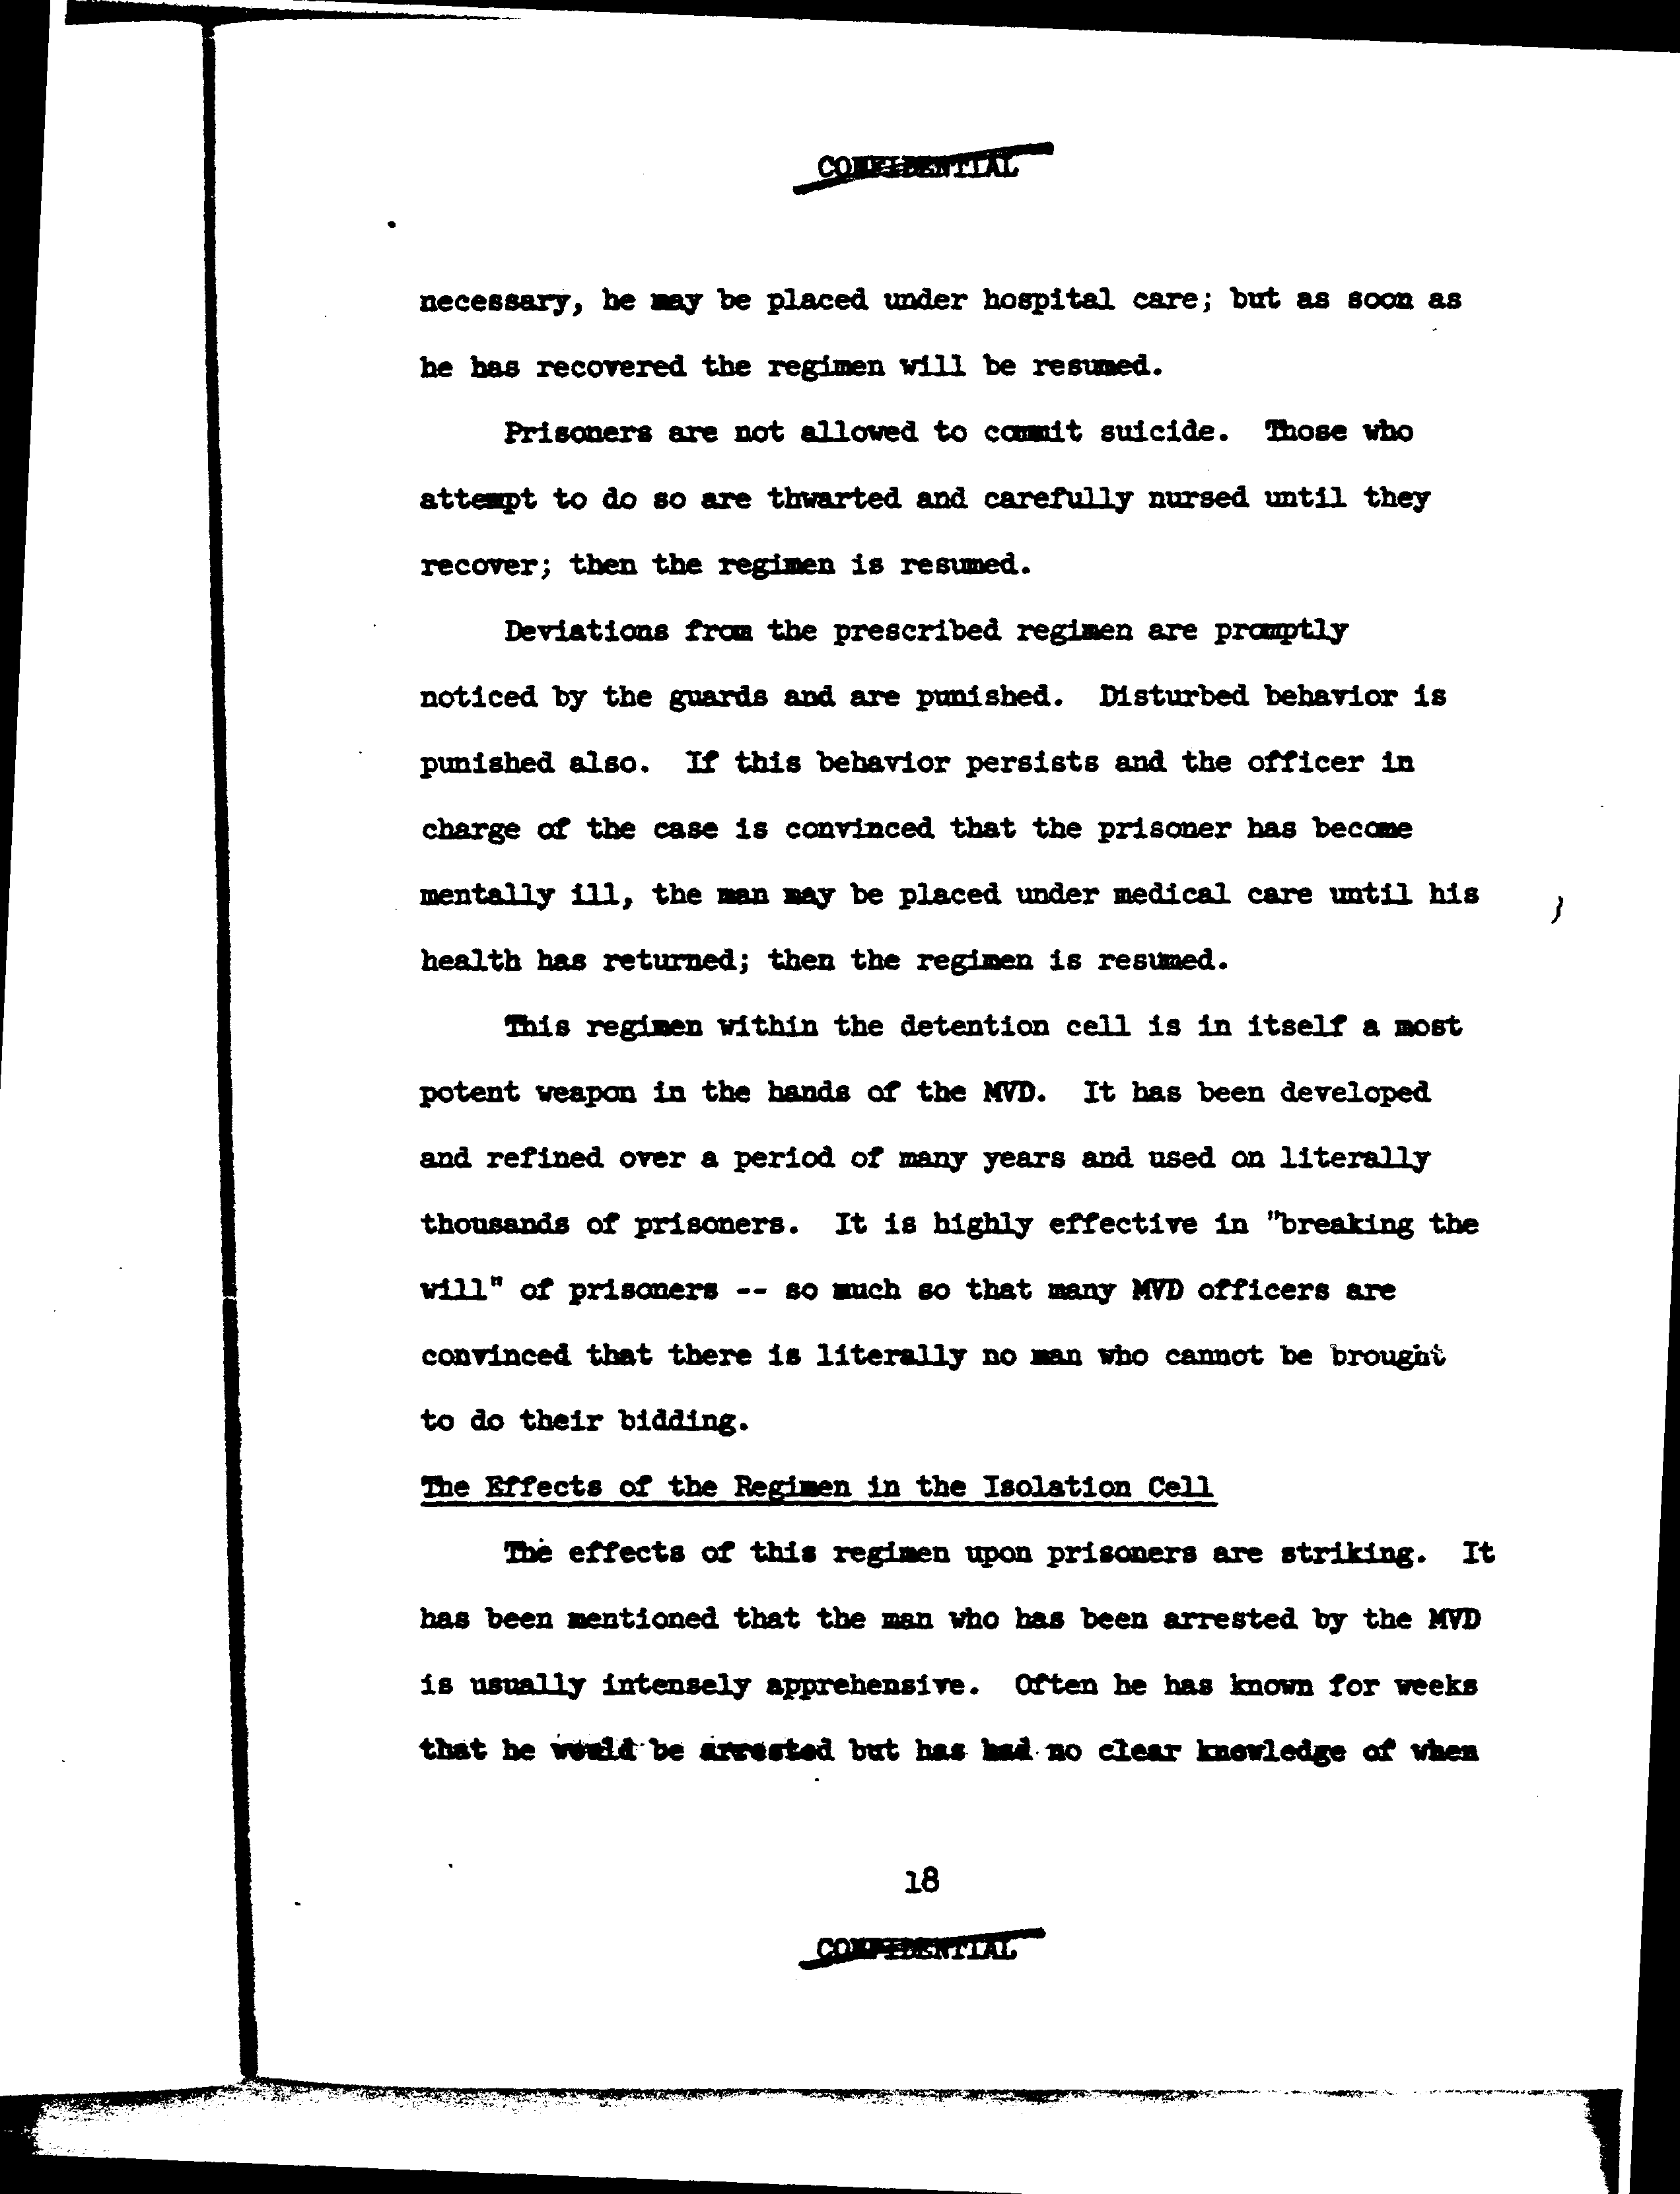 CONFIDENTIAL
necessary, he may be placed under hospital care; but as soon as
he has recovered the regimen will be resumed.
Prisoners are not allowed to commit suicide. Those who
attempt to do so are thwarted and carefully nursed until they
recover; then the regimen is resumed.
Deviations from the prescribed regimen are promptly
noticed by the guards and are punished. Disturbed behavior is
punished also. If this behavior persists and the officer in
charge of the case is convinced that the prisoner has become
mentally ill, the man may be placed under medical care until his
health has returned; then the regimen is resumed.
This regimen within the detention cell is in itself a most
potent weapon in the hands of the MVD. It has been developed
and refined over a period of many years and used on literally
thousands of prisoners. It is highly effective in "breaking the
will" of prisoners -- so much so that many MVD officers are
convinced that there is literally no man who cannot be brought
to do their bidding.
The Effects of the Regimen in the Isolation Cell
The effects of this regimen upon prisoners are striking. It
has been mentioned that the man who has been arrested by the MVD
is usually intensely apprehensive. Often he has known for weeks
that he would be arrested but has had no clear knowledge of when
18
CONFIDENTIAL